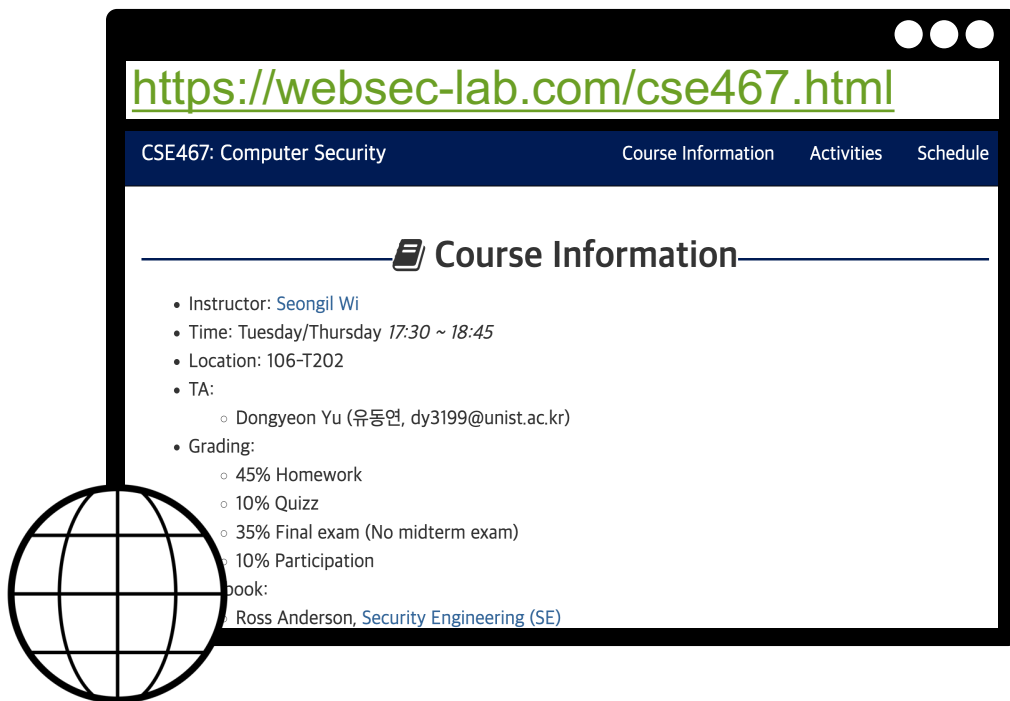 https://websec-lab.com/cse467.html
CSE467: Computer Security Course Information Activities Schedule
Course Information
• Instructor: Seongil Wi
• Time: Tuesday/Thursday 17:30 ~ 18:45
• Location: 106-T202
• TA:
◦ Dongyeon Yu (유동연, dy3199@unist.ac.kr)
• Grading:
◦ 45% Homework
◦ 10% Quizz
◦ 35% Final exam (No midterm exam)
◦ 10% Participation
book:
◦ Ross Anderson, Security Engineering (SE)